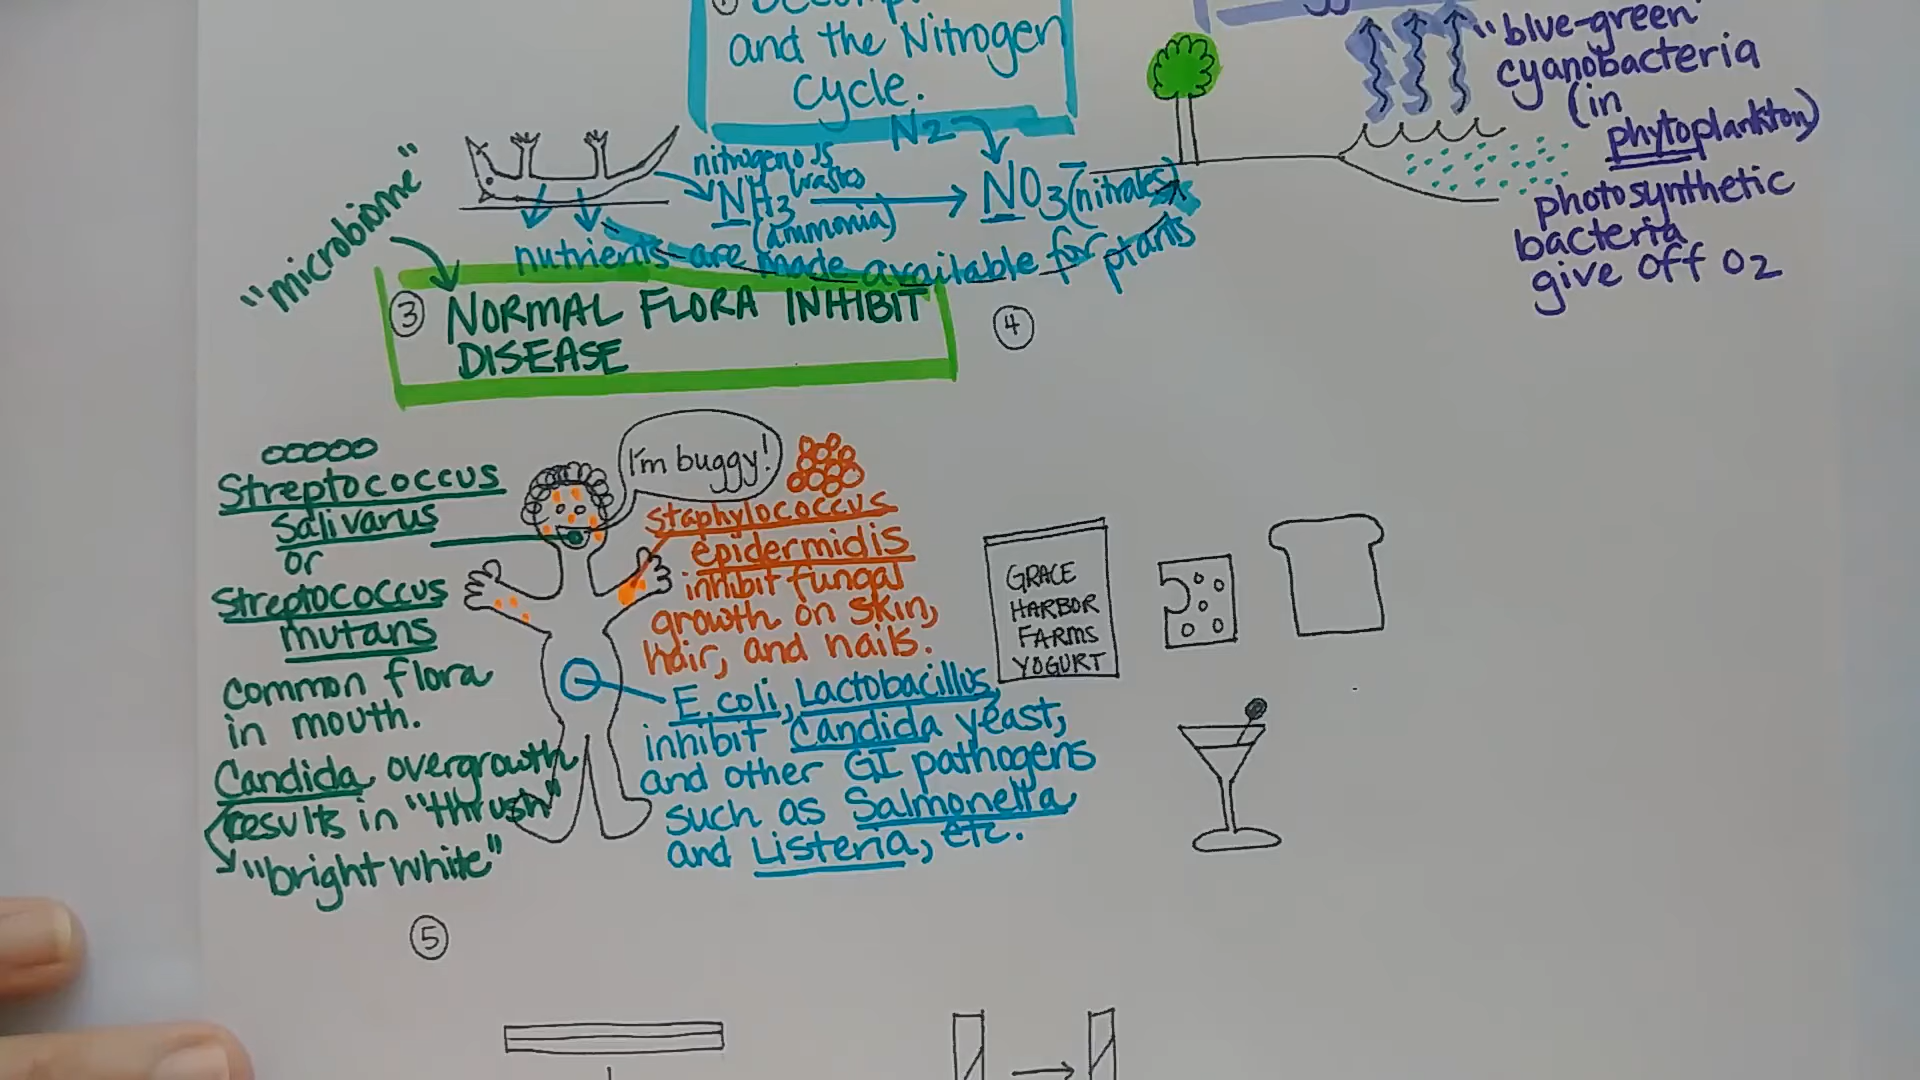 and the Nitrogen
Cycle.
N2
nitrogenous
wastes
NH3
(ammonia)
NO3⁻ (nitrates)
nutrients are made available for plants
"blue-green"
cyanobacteria
(in
phytoplankton)
photosynthetic
bacteria
give off O2
"microbiome"
③ NORMAL FLORA INHIBIT
DISEASE
④
Streptococcus
salivarus
or
Streptococcus
mutans
common flora
in mouth.
Candida overgrowth
results in "thrush"
"bright white"
⑤
I'm buggy!
staphylococcus
epidermidis
inhibit fungal
growth on skin,
hair, and nails.
E. coli, Lactobacillus,
inhibit Candida yeast,
and other GI pathogens
such as Salmonella
and Listeria, etc.
GRACE
HARBOR
FARMS
YOGURT